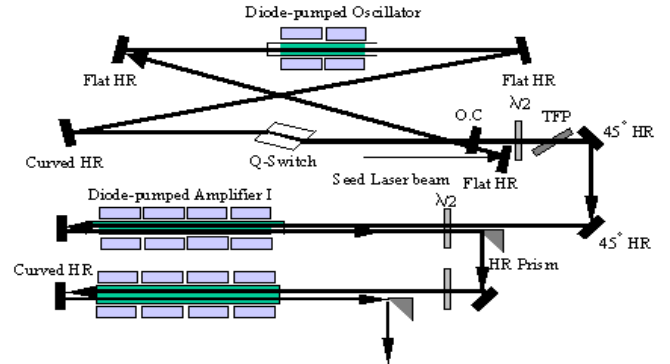 Diode-pumped Oscillator
Flat HR
Flat HR
O.C
λ/2
TFP
45° HR
Curved HR
Q-Switch
Seed Laser beam
Flat HR
Diode-pumped Amplifier I
λ/2
45° HR
Curved HR
HR Prism